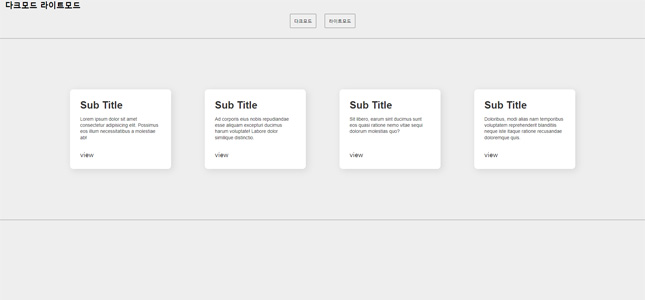 다크모드 라이트모드
다크모드
라이트모드
Sub Title
Lorem ipsum dolor sit amet
consectetur adipisicing elit. Possimus
eos illum necessitatibus a molestiae
ab!
view
Sub Title
Ad corporis eius nobis repudiandae
esse aliquam excepturi ducimus
harum voluptate! Labore dolor
similique distinctio.
view
Sub Title
Sit libero, earum sint ducimus sunt
eos quasi ratione nemo vitae sequi
dolorum molestias quo?
view
Sub Title
Doloribus, modi alias nam temporibus
voluptatem reprehenderit blanditiis
neque iste itaque ratione recusandae
doloremque quis.
view